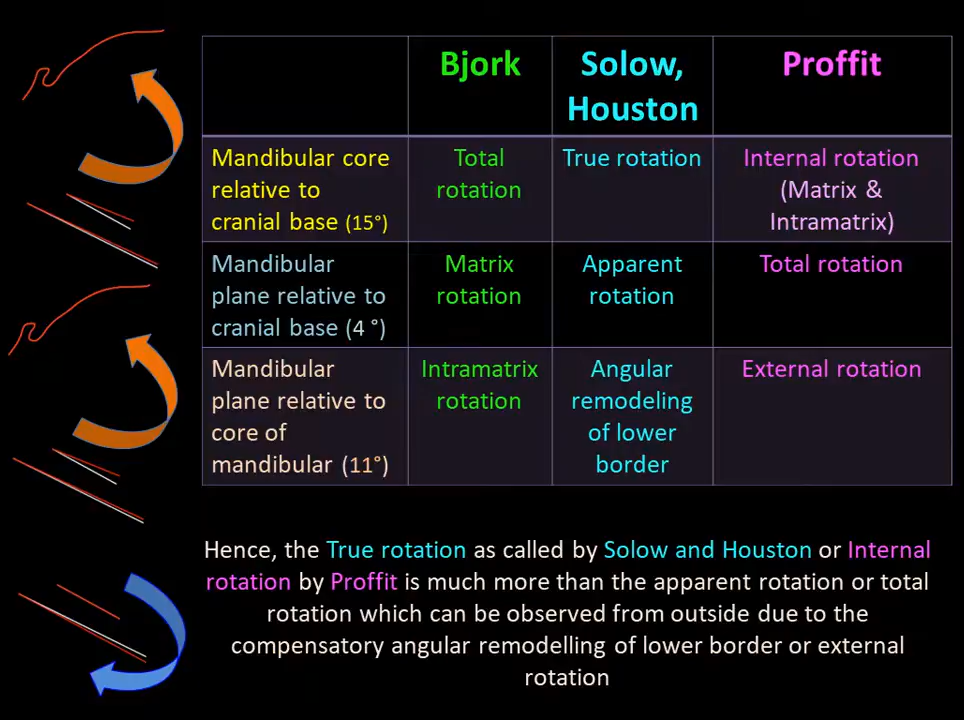 Bjork
Solow,
Houston
Proffit
Mandibular core
relative to
cranial base (15°)
Total
rotation
True rotation
Internal rotation
(Matrix &
Intramatrix)
Mandibular
plane relative to
cranial base (4 °)
Matrix
rotation
Apparent
rotation
Total rotation
Mandibular
plane relative to
core of
mandibular (11°)
Intramatrix
rotation
Angular
remodeling
of lower
border
External rotation
Hence, the True rotation as called by Solow and Houston or Internal
rotation by Proffit is much more than the apparent rotation or total
rotation which can be observed from outside due to the
compensatory angular remodelling of lower border or external
rotation